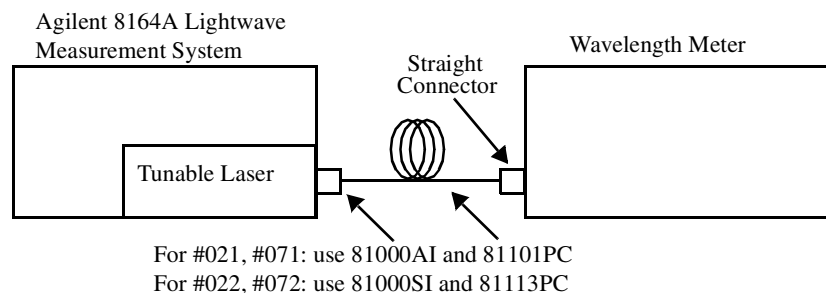 Agilent 8164A Lightwave
Measurement System
Wavelength Meter
Straight
Connector
Tunable Laser
For #021, #071: use 81000AI and 81101PC
For #022, #072: use 81000SI and 81113PC